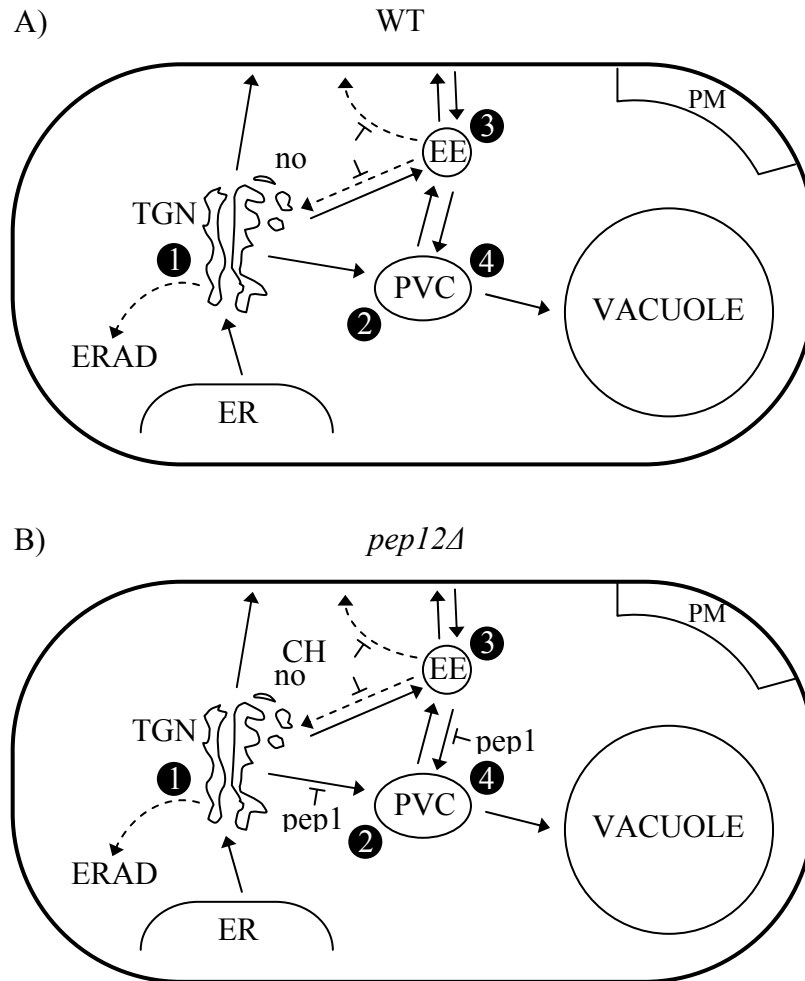 A)
WT
PM
3
EE
no
TGN
1
4
PVC
2
VACUOLE
ERAD
ER
B)
pep12Δ
PM
3
CH
EE
no
TGN
pep1
1
4
PVC
pep1
2
VACUOLE
ERAD
ER